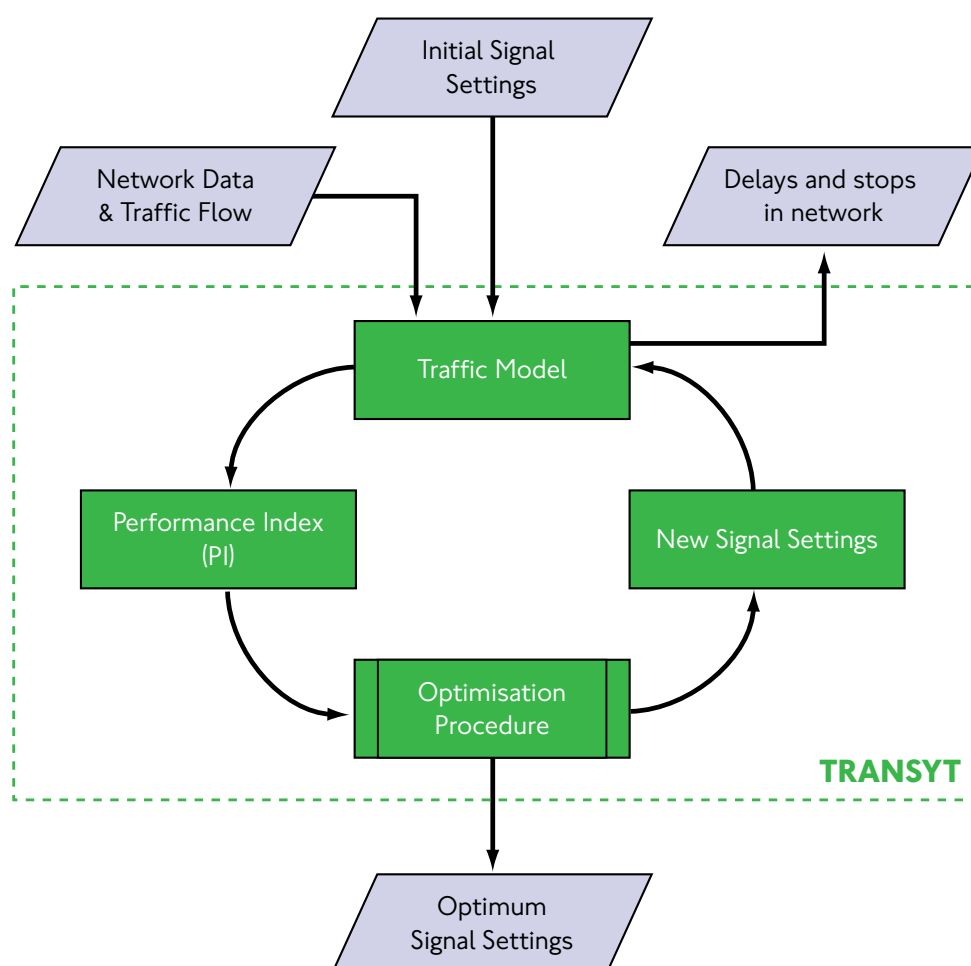 Initial Signal
Settings
Network Data
& Traffic Flow
Delays and stops
in network
Traffic Model
Performance Index
(PI)
New Signal Settings
Optimisation
Procedure
TRANSYT
Optimum
Signal Settings